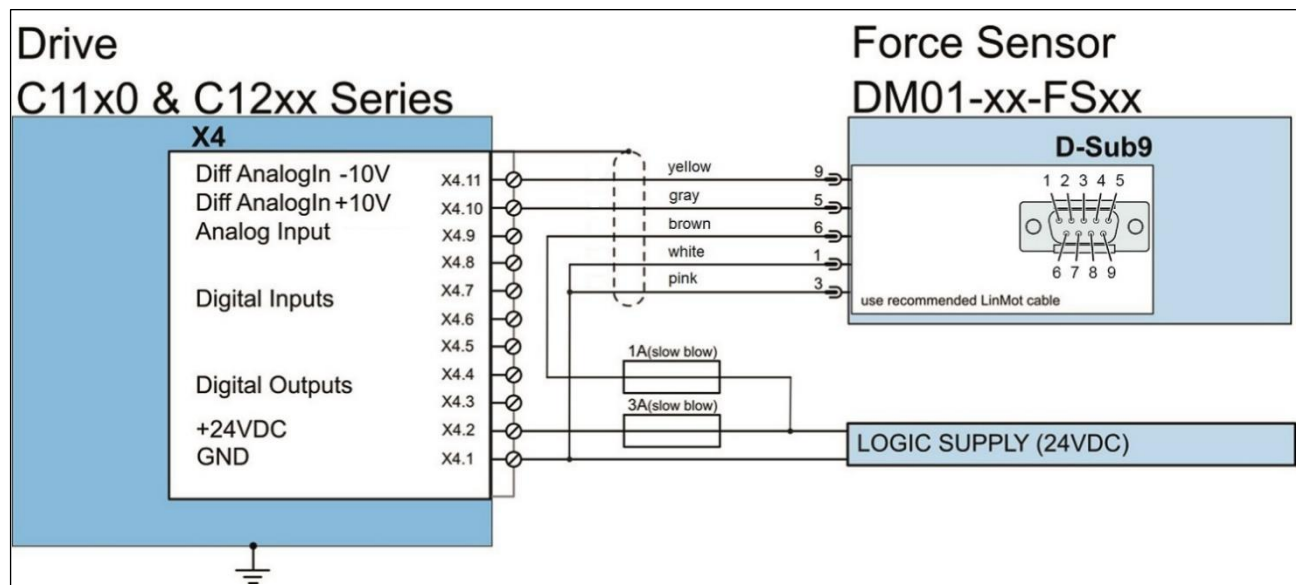 Drive
C11x0 & C12xx Series
X4
Diff AnalogIn -10V
Diff AnalogIn +10V
Analog Input
Digital Inputs
Digital Outputs
+24VDC
GND
X4.11
X4.10
X4.9
X4.8
X4.7
X4.6
X4.5
X4.4
X4.3
X4.2
X4.1
yellow
gray
brown
white
pink
1A(slow blow)
3A(slow blow)
Force Sensor
DM01-xx-FSxx
D-Sub9
9
5
6
1
3
1 2 3 4 5
6 7 8 9
use recommended LinMot cable
LOGIC SUPPLY (24VDC)